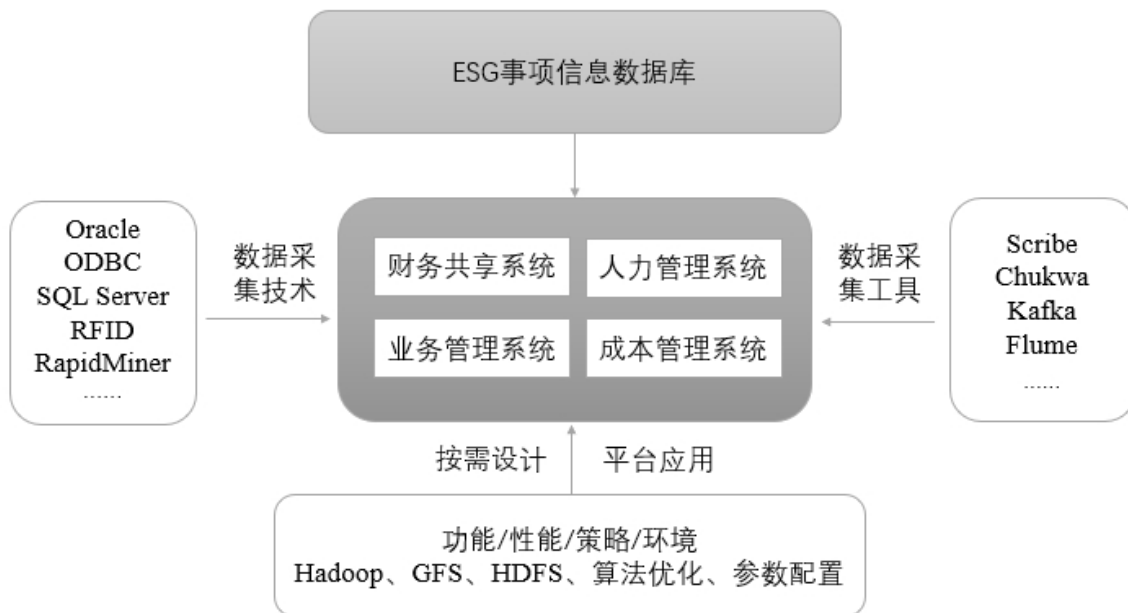 ESG事项信息数据库
Oracle
ODBC
SQL Server
RFID
RapidMiner
......
数据采
集技术
财务共享系统
人力管理系统
业务管理系统
成本管理系统
数据采
集工具
Scribe
Chukwa
Kafka
Flume
......
按需设计
平台应用
功能/性能/策略/环境
Hadoop、GFS、HDFS、算法优化、参数配置